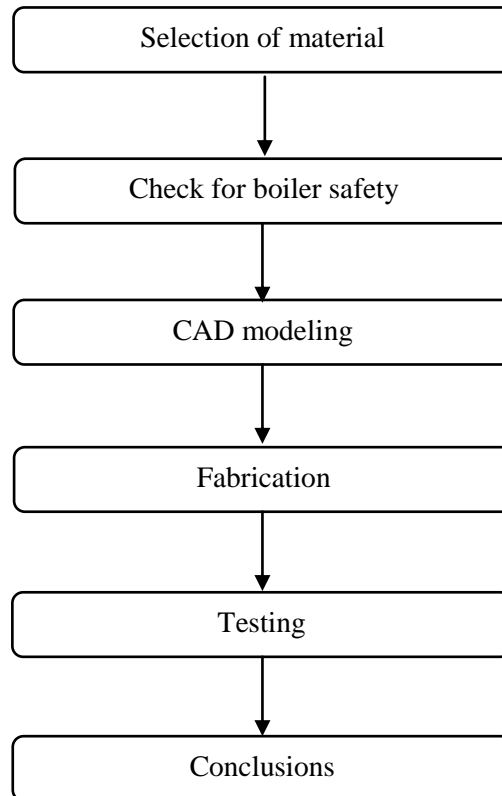 Selection of material
Check for boiler safety
CAD modeling
Fabrication
Testing
Conclusions